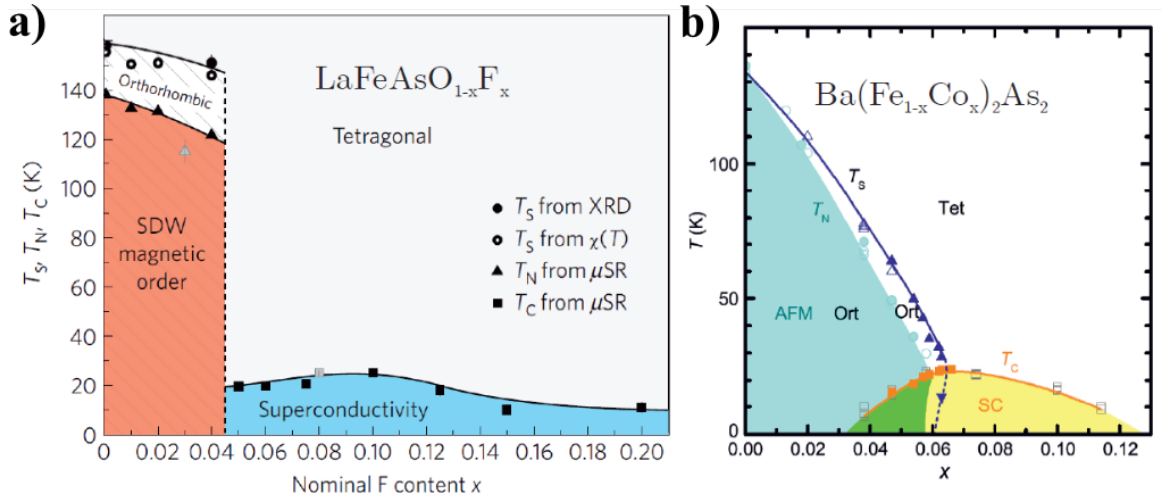 a)
LaFeAsO1-xFx
Orthorhombic
Tetragonal
SDW
magnetic
order
TS from XRD
TS from χ(T)
TN from μSR
TC from μSR
Superconductivity
TS, TN, TC (K)
140
120
100
80
60
40
20
0
0 0.02 0.04 0.06 0.08 0.10 0.12 0.14 0.16 0.18 0.20
Nominal F content x
b)
Ba(Fe1-xCox)2As2
TS
TN
Tet
AFM Ort Ort
TC
SC
T(K)
100
50
0
0.00 0.02 0.04 0.06 0.08 0.10 0.12
x